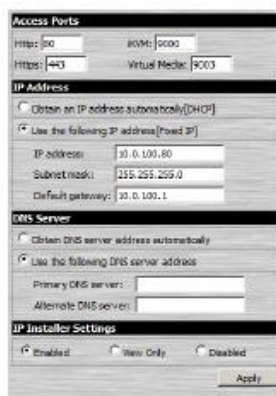 Access Ports
Http: 80 iKVM: 9000
Https: 443 Virtual Media: 9003
IP Address
Obtain an IP address automatically[DHCP]
Use the following IP address[Fixed IP]
IP address: 10.0.100.80
Subnet mask: 255.255.255.0
Default gateway: 10.0.100.1
DNS Server
Obtain DNS server address automatically
Use the following DNS server address
Primary DNS server:
Alternate DNS server:
IP Installer Settings
Enabled View Only Disabled
Apply